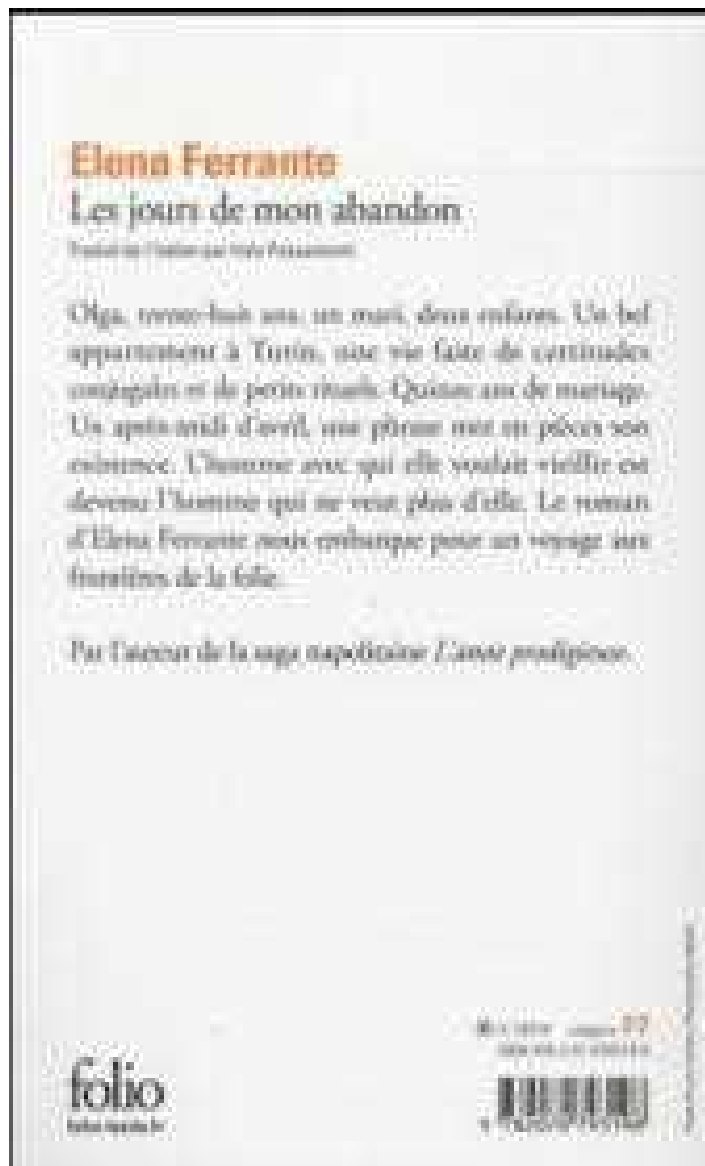 Elena Ferrante
Les jours de mon abandon
Traduit de l'italien par
Olga, trente-huit ans, un mari, deux enfants. Un bel
appartement à Turin, une vie faite de certitudes
conjugales et de petits rituels. Quinze ans de mariage.
Un après-midi d'avril, une phrase met en pièces son
existence. L'homme avec qui elle voulait vieillir est
devenu l'homme qui ne veut plus d'elle. Le roman
d'Elena Ferrante nous embarque pour un voyage aux
frontières de la folie.
Par l'auteur de la saga napolitaine L'amie prodigieuse.
folio